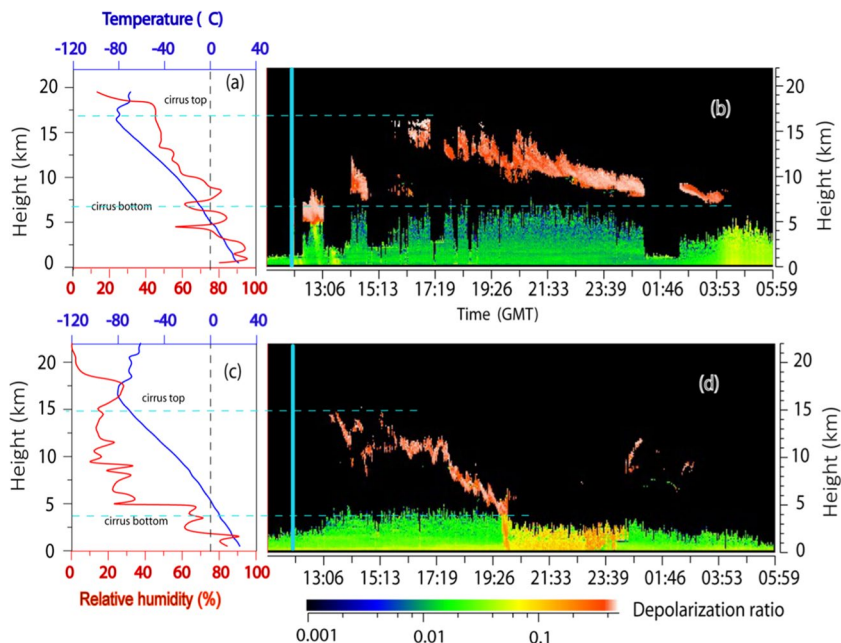 Temperature ( C)
-120 -80 -40 0 40
20
15
10
5
0
Height (km)
cirrus top
cirrus bottom
(a)
(b)
20
15
10
5
0
Height (km)
0 20 40 60 80 100
13:06 15:13 17:19 19:26 21:33 23:39 01:46 03:53 05:59
Time (GMT)
-120 -80 -40 0 40
20
15
10
5
0
Height (km)
cirrus top
cirrus bottom
(c)
(d)
20
15
10
5
0
Height (km)
0 20 40 60 80 100
Relative humidity (%)
13:06 15:13 17:19 19:26 21:33 23:39 01:46 03:53 05:59
0.001 0.01 0.1
Depolarization ratio